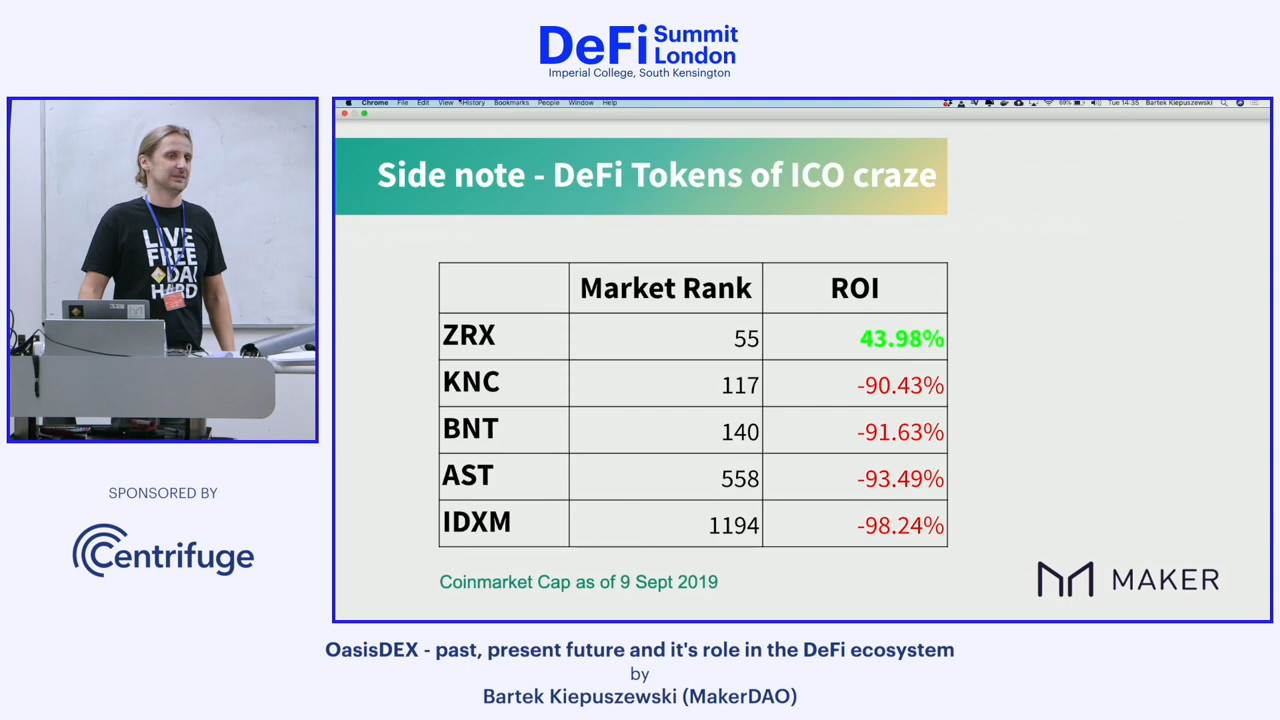 DeFi Summit
London
Imperial College, South Kensington
Chrome File Edit View History Bookmarks People Window Help
69% Tue 14:35 Bartek Kiepuszewski
LIVE
FREE
DAI
HARD
Side note - DeFi Tokens of ICO craze
Market Rank ROI
ZRX 55 43.98%
KNC 117 -90.43%
BNT 140 -91.63%
AST 558 -93.49%
IDXM 1194 -98.24%
Coinmarket Cap as of 9 Sept 2019
MAKER
SPONSORED BY
Centrifuge
OasisDEX - past, present future and it's role in the DeFi ecosystem
by
Bartek Kiepuszewski (MakerDAO)